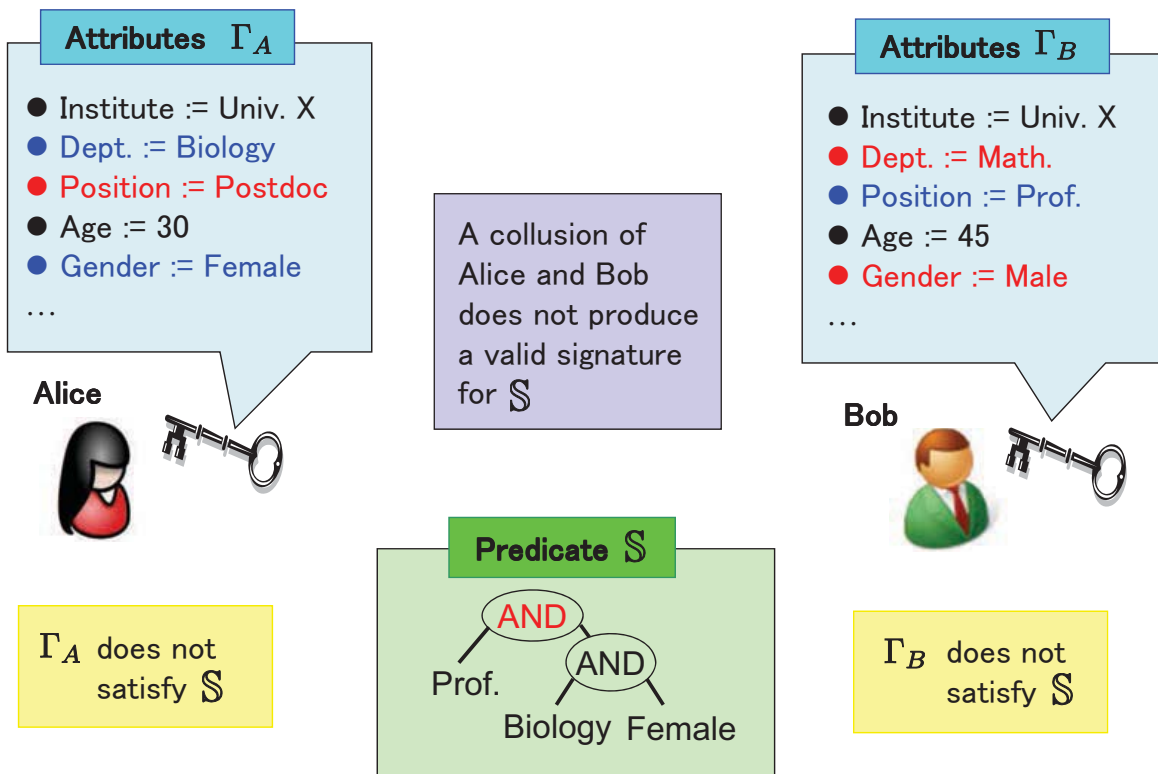 Attributes Γ_A
● Institute := Univ. X
● Dept. := Biology
● Position := Postdoc
● Age := 30
● Gender := Female
…
Alice
Γ_A does not
satisfy 𝕊
A collusion of
Alice and Bob
does not produce
a valid signature
for 𝕊
Predicate 𝕊
AND
AND
Prof.
Biology Female
Attributes Γ_B
● Institute := Univ. X
● Dept. := Math.
● Position := Prof.
● Age := 45
● Gender := Male
…
Bob
Γ_B does not
satisfy 𝕊